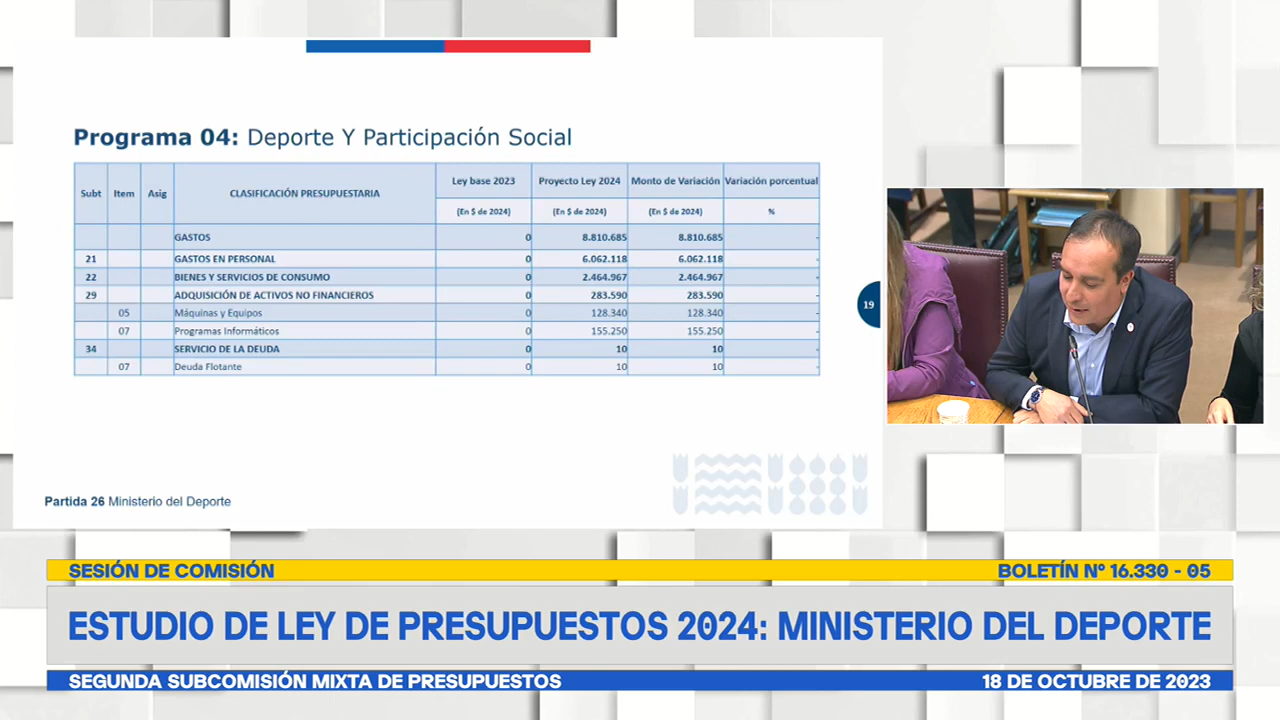 Programa 04: Deporte Y Participación Social
Subt Item Asig CLASIFICACIÓN PRESUPUESTARIA Ley base 2023 Proyecto Ley 2024 Monto de Variación Variación porcentual
(En $ de 2024) (En $ de 2024) (En $ de 2024) %
GASTOS 0 8.810.685 8.810.685 -
21 GASTOS EN PERSONAL 0 6.062.118 6.062.118 -
22 BIENES Y SERVICIOS DE CONSUMO 0 2.464.967 2.464.967 -
29 ADQUISICIÓN DE ACTIVOS NO FINANCIEROS 0 283.590 283.590 -
05 Máquinas y Equipos 0 128.340 128.340 -
07 Programas Informáticos 0 155.250 155.250 -
34 SERVICIO DE LA DEUDA 0 10 10 -
07 Deuda Flotante 0 10 10 -
19
Partida 26 Ministerio del Deporte
SESIÓN DE COMISIÓN BOLETÍN N° 16.330 - 05
ESTUDIO DE LEY DE PRESUPUESTOS 2024: MINISTERIO DEL DEPORTE
SEGUNDA SUBCOMISIÓN MIXTA DE PRESUPUESTOS 18 DE OCTUBRE DE 2023